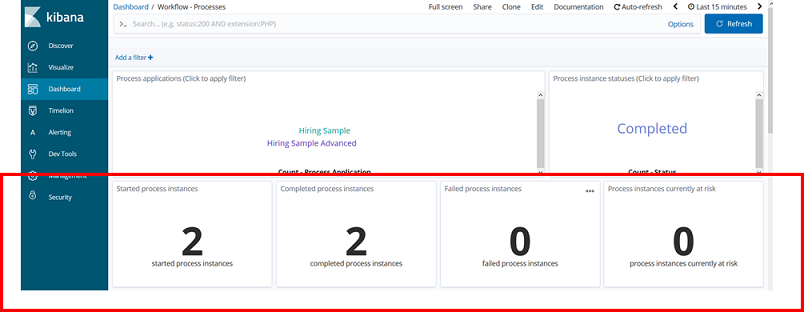 kibana
Discover
Visualize
Dashboard
Timelion
Alerting
Dev Tools
Management
Security
Dashboard / Workflow - Processes
Full screen Share Clone Edit Documentation Auto-refresh Last 15 minutes
>_ Search... (e.g. status:200 AND extension:PHP)
Options
Refresh
Add a filter +
Process applications (Click to apply filter)
Hiring Sample
Hiring Sample Advanced
Count - Process Application
Process instance statuses (Click to apply filter)
Completed
Count - Status
Started process instances
2
started process instances
Completed process instances
2
completed process instances
Failed process instances
0
failed process instances
Process instances currently at risk
0
process instances currently at risk